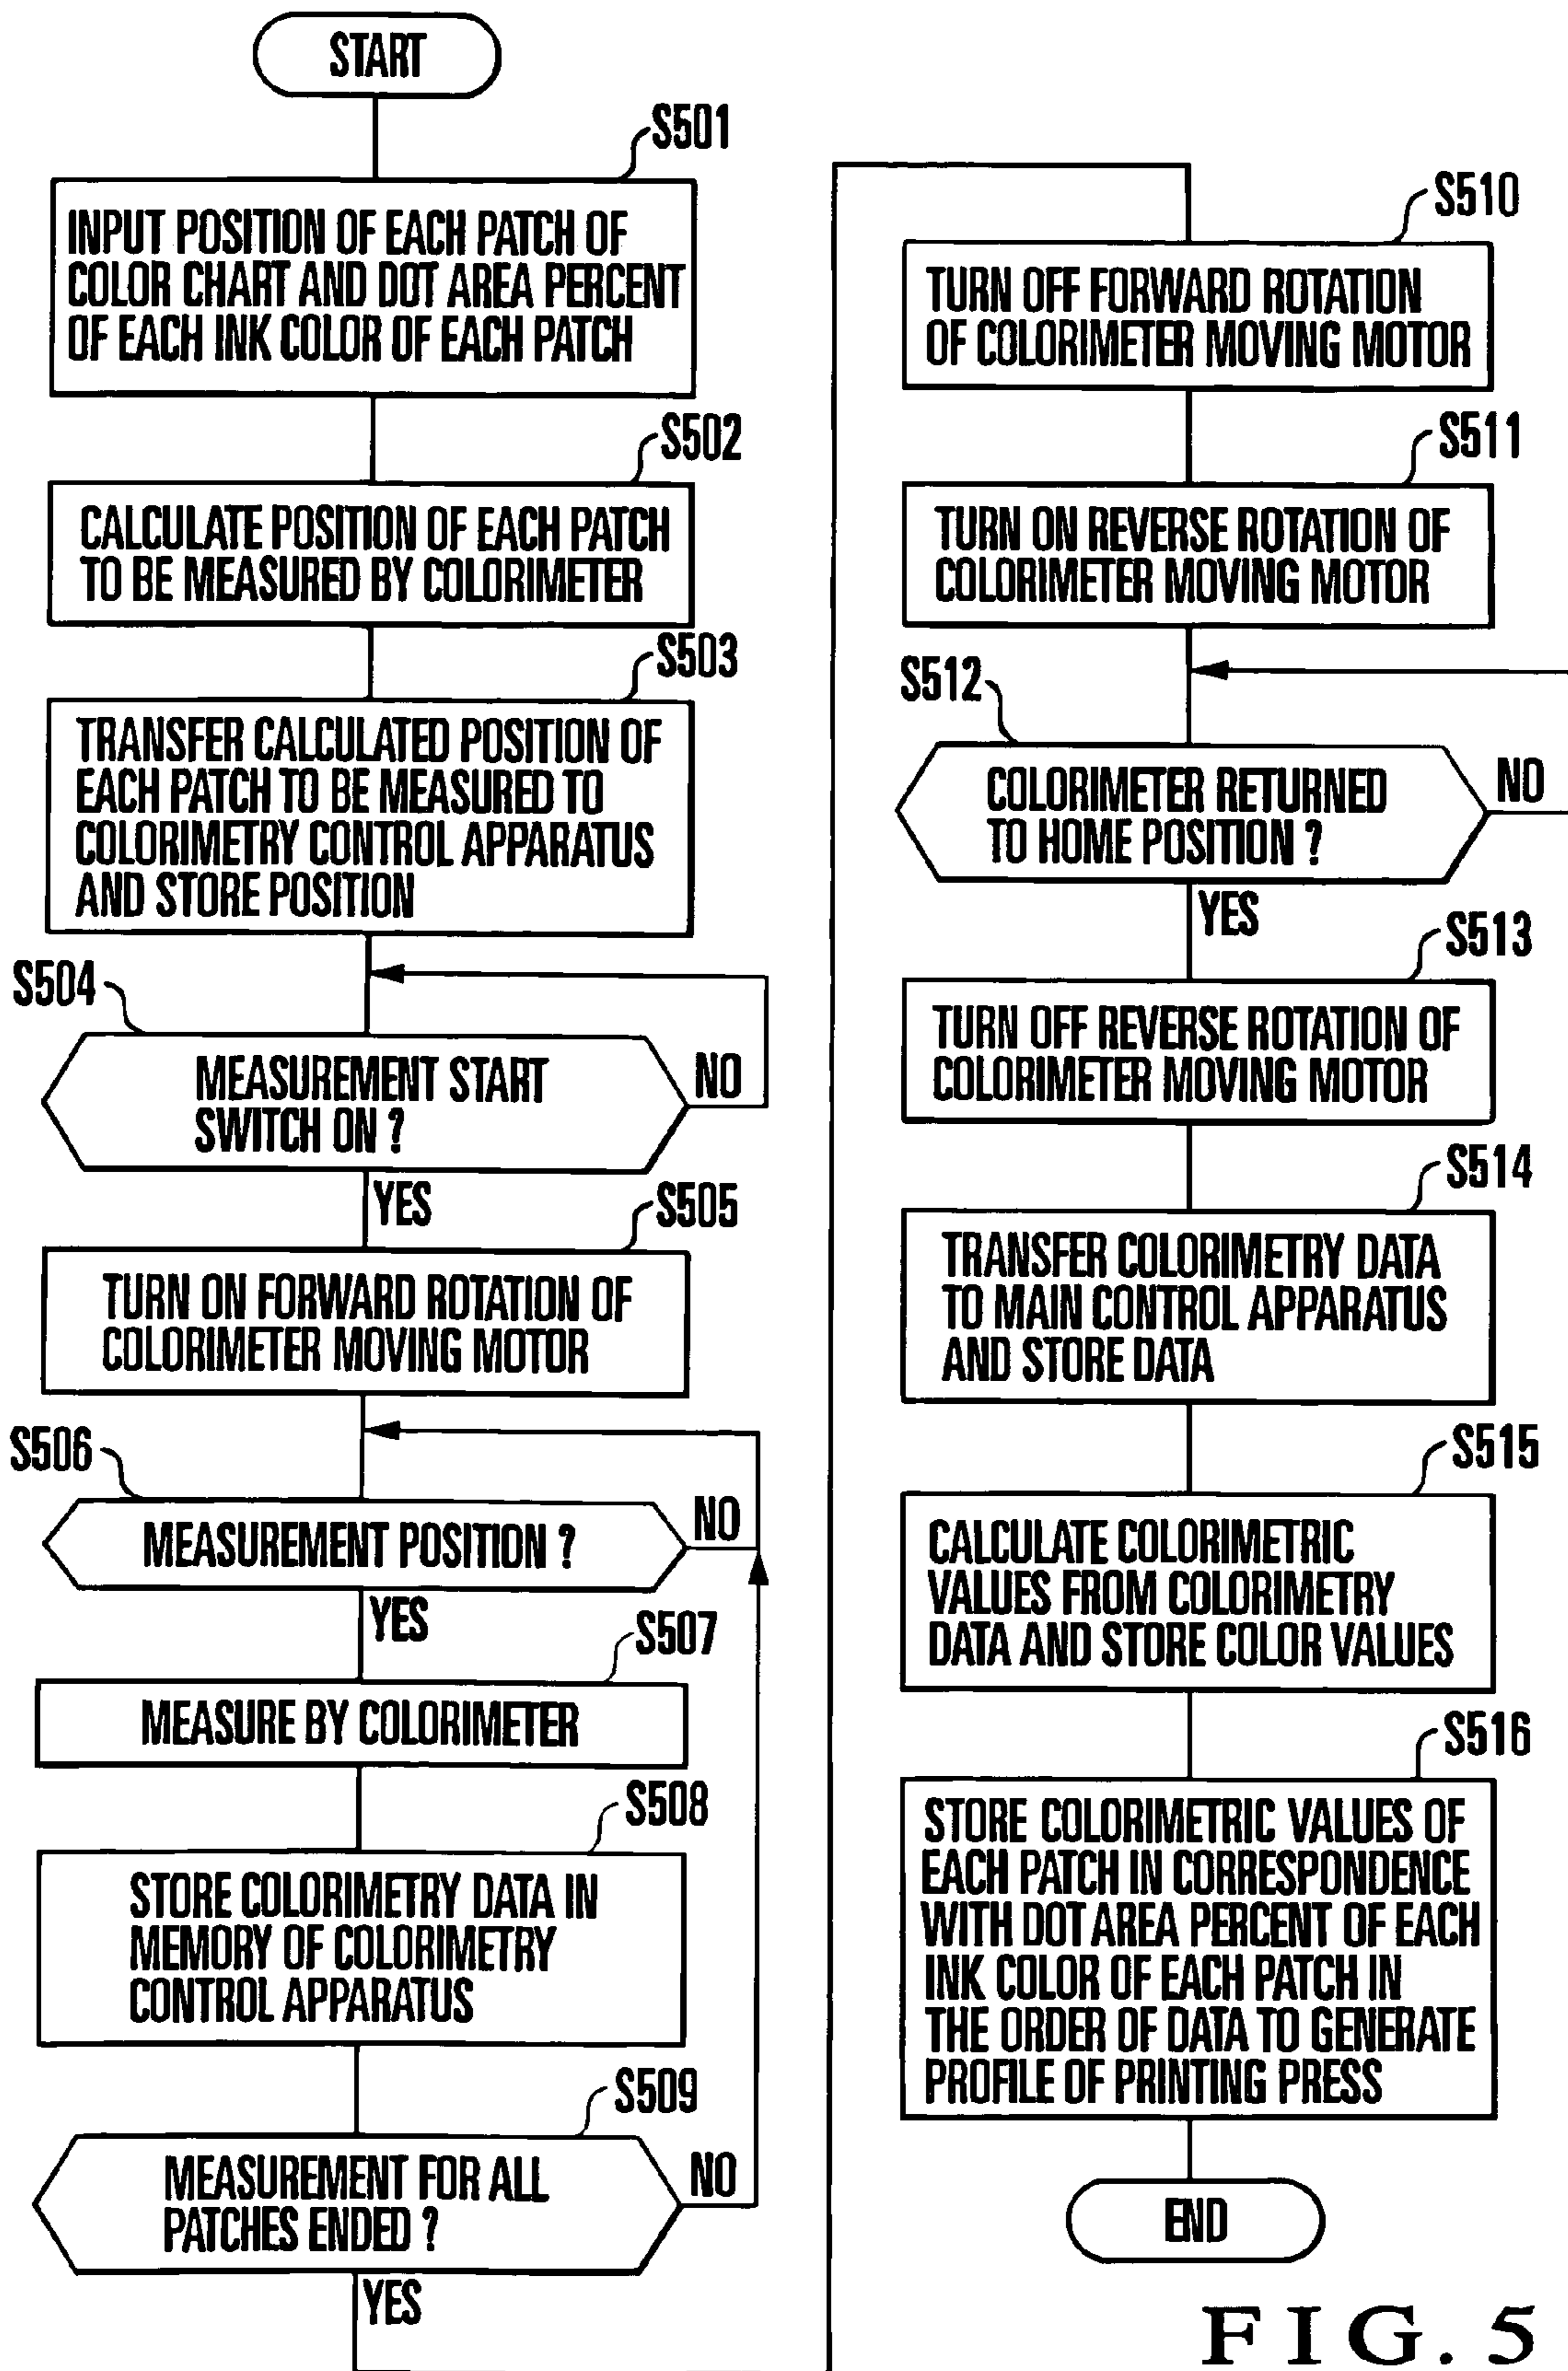 START
S501
INPUT POSITION OF EACH PATCH OF
COLOR CHART AND DOT AREA PERCENT
OF EACH INK COLOR OF EACH PATCH
S502
CALCULATE POSITION OF EACH PATCH
TO BE MEASURED BY COLORIMETER
S503
TRANSFER CALCULATED POSITION OF
EACH PATCH TO BE MEASURED TO
COLORIMETRY CONTROL APPARATUS
AND STORE POSITION
S504
MEASUREMENT START
SWITCH ON ?
NO
YES
S505
TURN ON FORWARD ROTATION OF
COLORIMETER MOVING MOTOR
S506
MEASUREMENT POSITION ?
NO
YES
S507
MEASURE BY COLORIMETER
S508
STORE COLORIMETRY DATA IN
MEMORY OF COLORIMETRY
CONTROL APPARATUS
S509
MEASUREMENT FOR ALL
PATCHES ENDED ?
NO
YES
S510
TURN OFF FORWARD ROTATION
OF COLORIMETER MOVING MOTOR
S511
TURN ON REVERSE ROTATION OF
COLORIMETER MOVING MOTOR
S512
COLORIMETER RETURNED
TO HOME POSITION ?
NO
YES
S513
TURN OFF REVERSE ROTATION OF
COLORIMETER MOVING MOTOR
S514
TRANSFER COLORIMETRY DATA
TO MAIN CONTROL APPARATUS
AND STORE DATA
S515
CALCULATE COLORIMETRIC
VALUES FROM COLORIMETRY
DATA AND STORE COLOR VALUES
S516
STORE COLORIMETRIC VALUES OF
EACH PATCH IN CORRESPONDENCE
WITH DOT AREA PERCENT OF EACH
INK COLOR OF EACH PATCH IN
THE ORDER OF DATA TO GENERATE
PROFILE OF PRINTING PRESS
END
FIG. 5